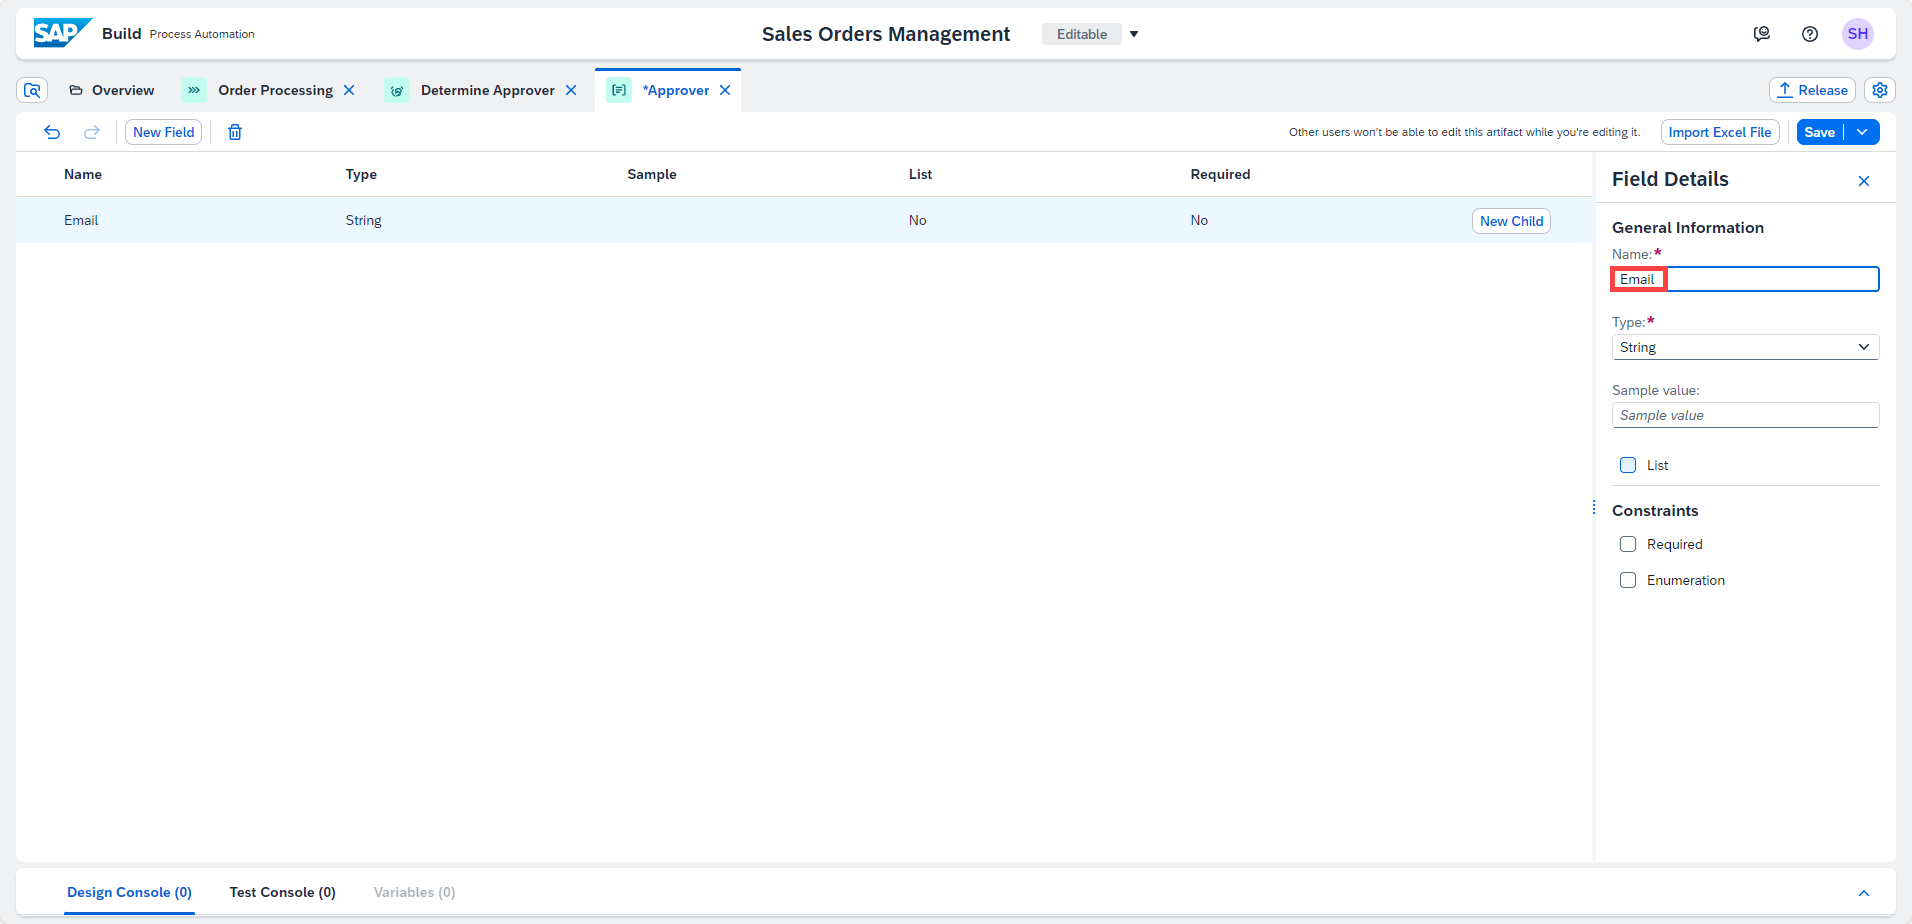 SAP Build Process Automation
Sales Orders Management
Editable
SH
Overview
Order Processing
Determine Approver
*Approver
Release
New Field
Other users won't be able to edit this artifact while you're editing it.
Import Excel File
Save
Name Type Sample List Required
Email String No No New Child
Field Details
General Information
Name:*
Email
Type:*
String
Sample value:
Sample value
List
Constraints
Required
Enumeration
Design Console (0) Test Console (0) Variables (0)